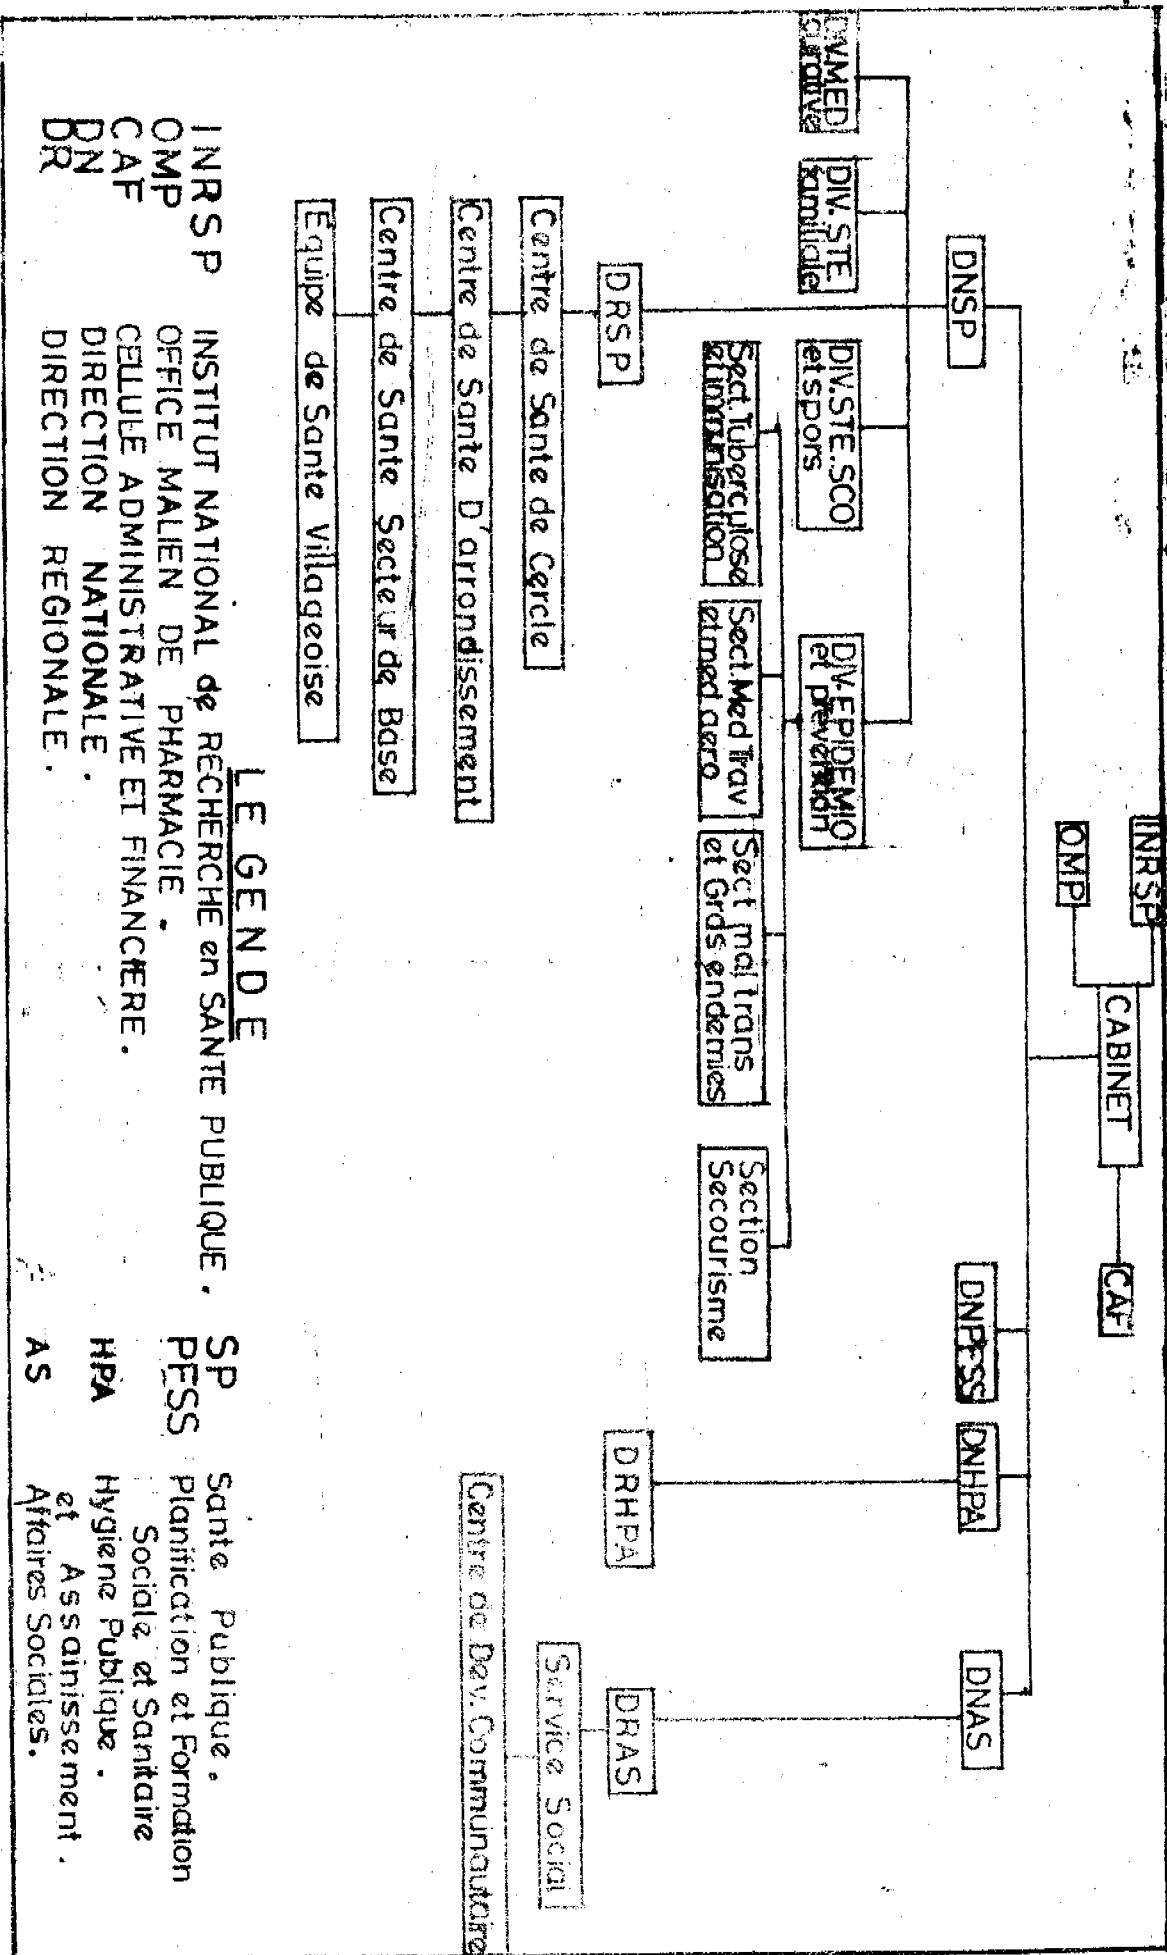 INRSP
OMP
CABINET
CAF
DNSP
DNPFSS
DNHPA
DNAS
DIV.MED
curative
DIV. STE
familiale
DIV.STE.SCO
et spors
DIV-EPIDEMIO
et prevention
Sect.Tuberculose
et immunisation
Sect.Med Trav
et med aero
Sect mal trans
et Grds endemies
Section
Secourisme
DRSP
DRHPA
DRAS
Centre de Sante de Cercle
Service Social
Centre de Sante D'arrondissement
Centre de Dev. Communautaire
Centre de Sante Secteur de Base
Equipe de Sante Villageoise
LEGENDE
INRSP INSTITUT NATIONAL de RECHERCHE en SANTE PUBLIQUE.
OMP OFFICE MALIEN DE PHARMACIE.
CAF CELLULE ADMINISTRATIVE ET FINANCIERE.
DN DIRECTION NATIONALE.
DR DIRECTION REGIONALE.
SP Sante Publique.
PFSS Planification et Formation
Sociale et Sanitaire
HPA Hygiene Publique.
et Assainissement.
AS Affaires Sociales.